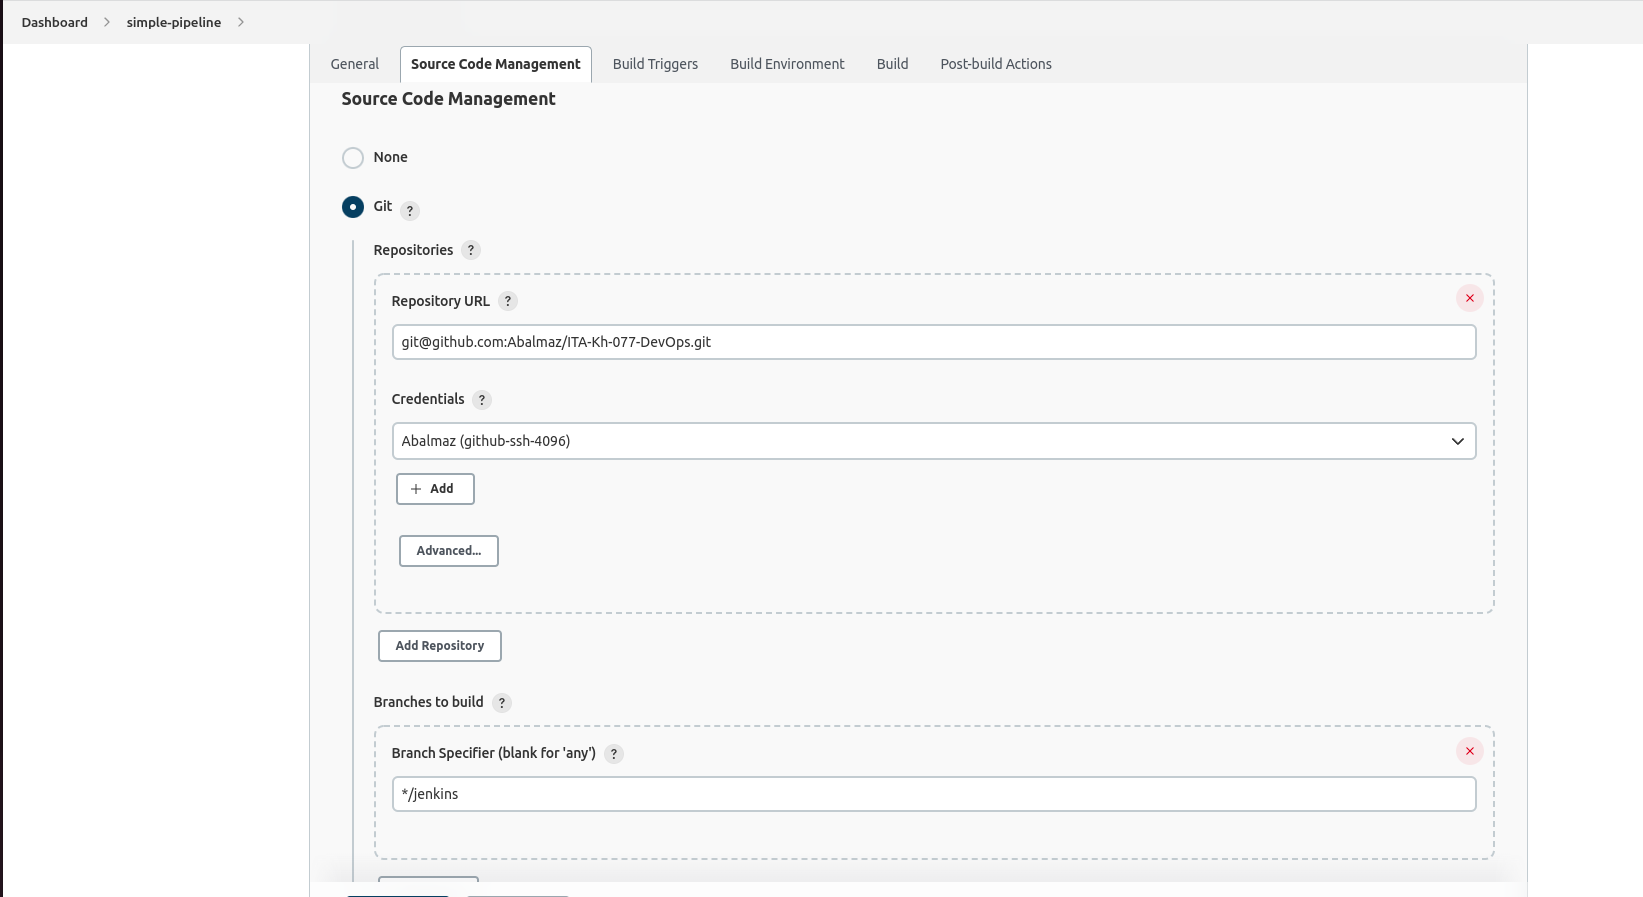 Dashboard > simple-pipeline >
General Source Code Management Build Triggers Build Environment Build Post-build Actions
Source Code Management
None
Git ?
Repositories ?
Repository URL ?
git@github.com:Abalmaz/ITA-Kh-077-DevOps.git
Credentials ?
Abalmaz (github-ssh-4096)
+ Add
Advanced...
Add Repository
Branches to build ?
Branch Specifier (blank for 'any') ?
*/jenkins